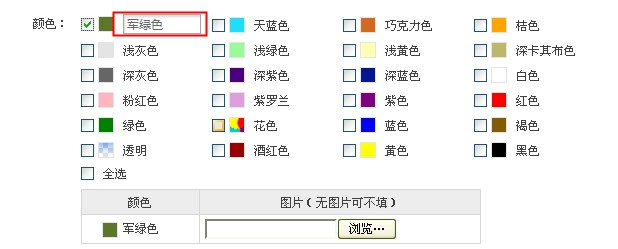 颜色： 军绿色 天蓝色 巧克力色 桔色
浅灰色 浅绿色 浅黄色 深卡其布色
深灰色 深紫色 深蓝色 白色
粉红色 紫罗兰 紫色 红色
绿色 花色 蓝色 褐色
透明 酒红色 黄色 黑色
全选
颜色 图片（无图片可不填）
军绿色 浏览…